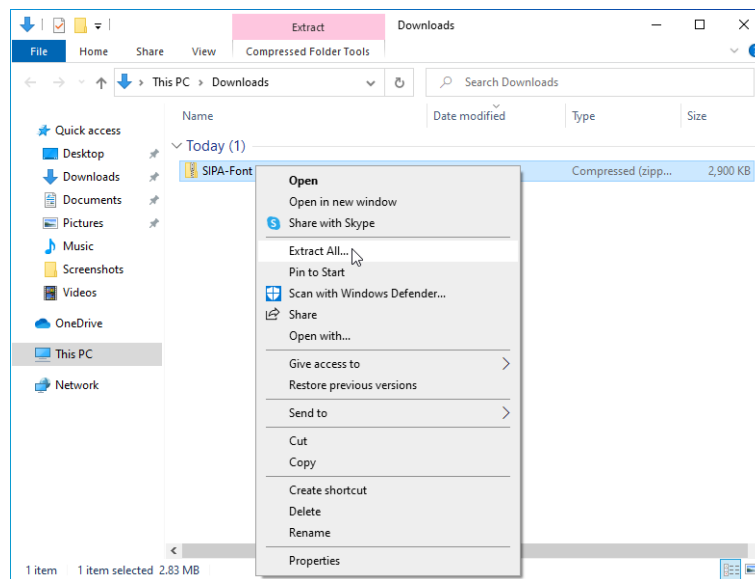 Extract
Downloads
File
Home
Share
View
Compressed Folder Tools
This PC > Downloads
Search Downloads
Name
Date modified
Type
Size
Quick access
Desktop
Downloads
Documents
Pictures
Music
Screenshots
Videos
OneDrive
This PC
Network
Today (1)
SIPA-Font
Compressed (zipp...
2,900 KB
Open
Open in new window
Share with Skype
Extract All...
Pin to Start
Scan with Windows Defender...
Share
Open with...
Give access to
Restore previous versions
Send to
Cut
Copy
Create shortcut
Delete
Rename
Properties
1 item
1 item selected 2.83 MB